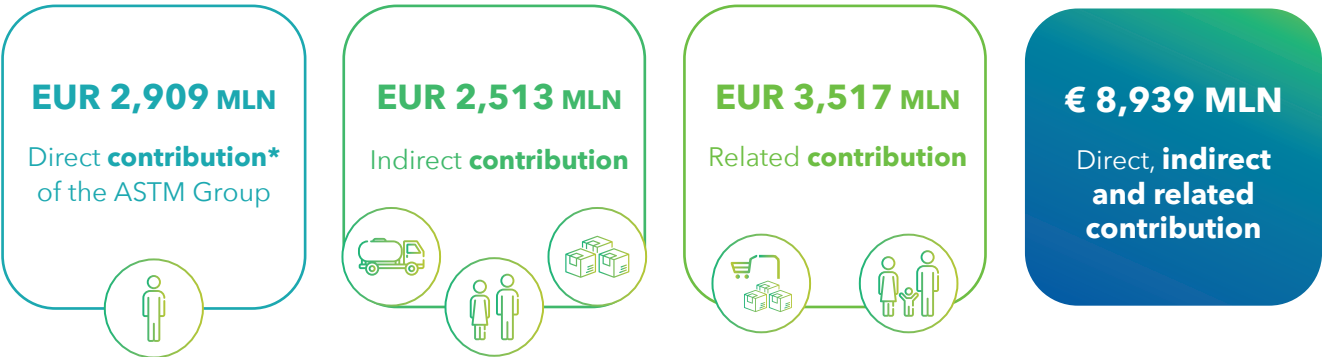 EUR 2,909 MLN
Direct contribution*
of the ASTM Group
EUR 2,513 MLN
Indirect contribution
EUR 3,517 MLN
Related contribution
€ 8,939 MLN
Direct, indirect
and related
contribution